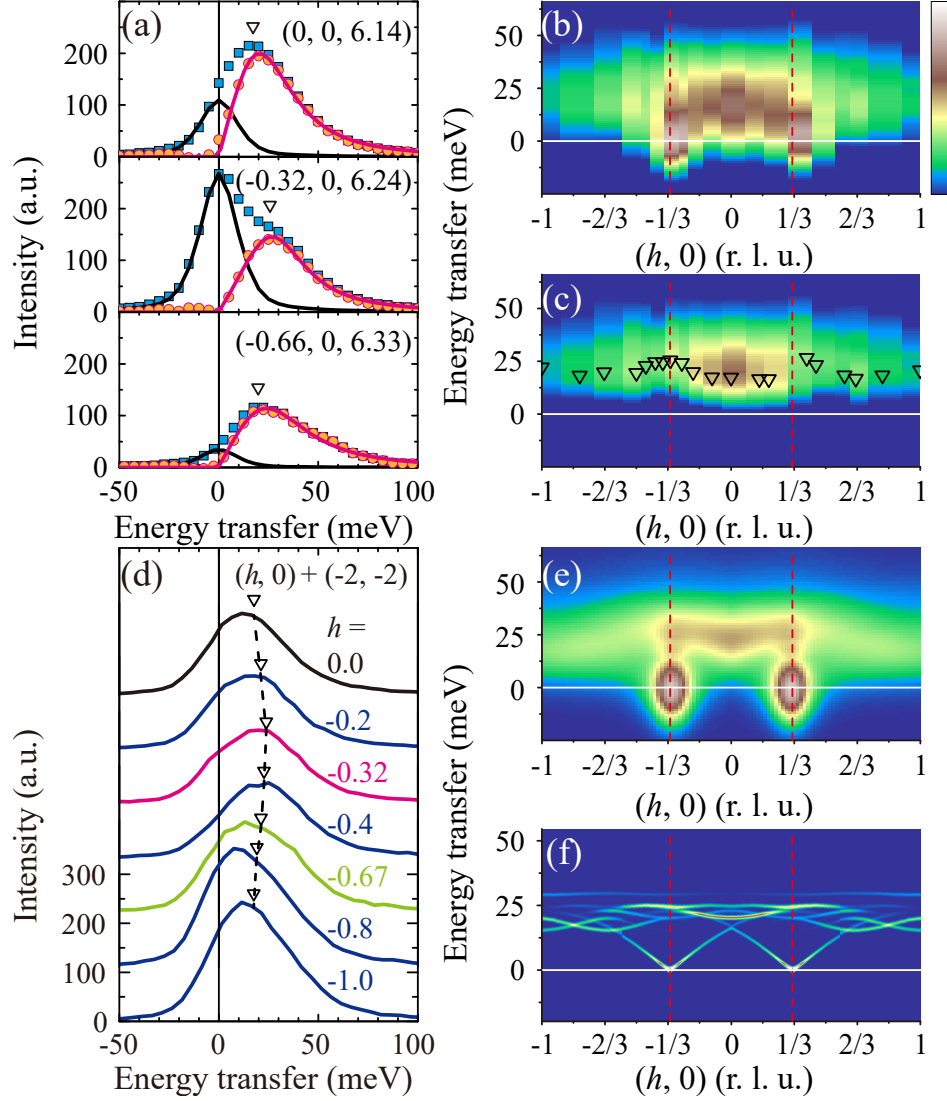 (a)
(0, 0, 6.14)
200
100
0
(-0.32, 0, 6.24)
200
100
0
(-0.66, 0, 6.33)
200
100
0
Intensity (a.u.)
-50 0 50 100
Energy transfer (meV)
(b)
50
25
0
-1 -2/3 -1/3 0 1/3 2/3 1
(h, 0) (r. l. u.)
Energy transfer (meV)
(c)
50
25
0
-1 -2/3 -1/3 0 1/3 2/3 1
(h, 0) (r. l. u.)
(d)
(h, 0) + (-2, -2)
h =
0.0
-0.2
-0.32
-0.4
-0.67
-0.8
-1.0
300
200
100
0
Intensity (a.u.)
-50 0 50 100
Energy transfer (meV)
(e)
50
25
0
-1 -2/3 -1/3 0 1/3 2/3 1
(h, 0) (r. l. u.)
Energy transfer (meV)
(f)
50
25
0
-1 -2/3 -1/3 0 1/3 2/3 1
(h, 0) (r. l. u.)